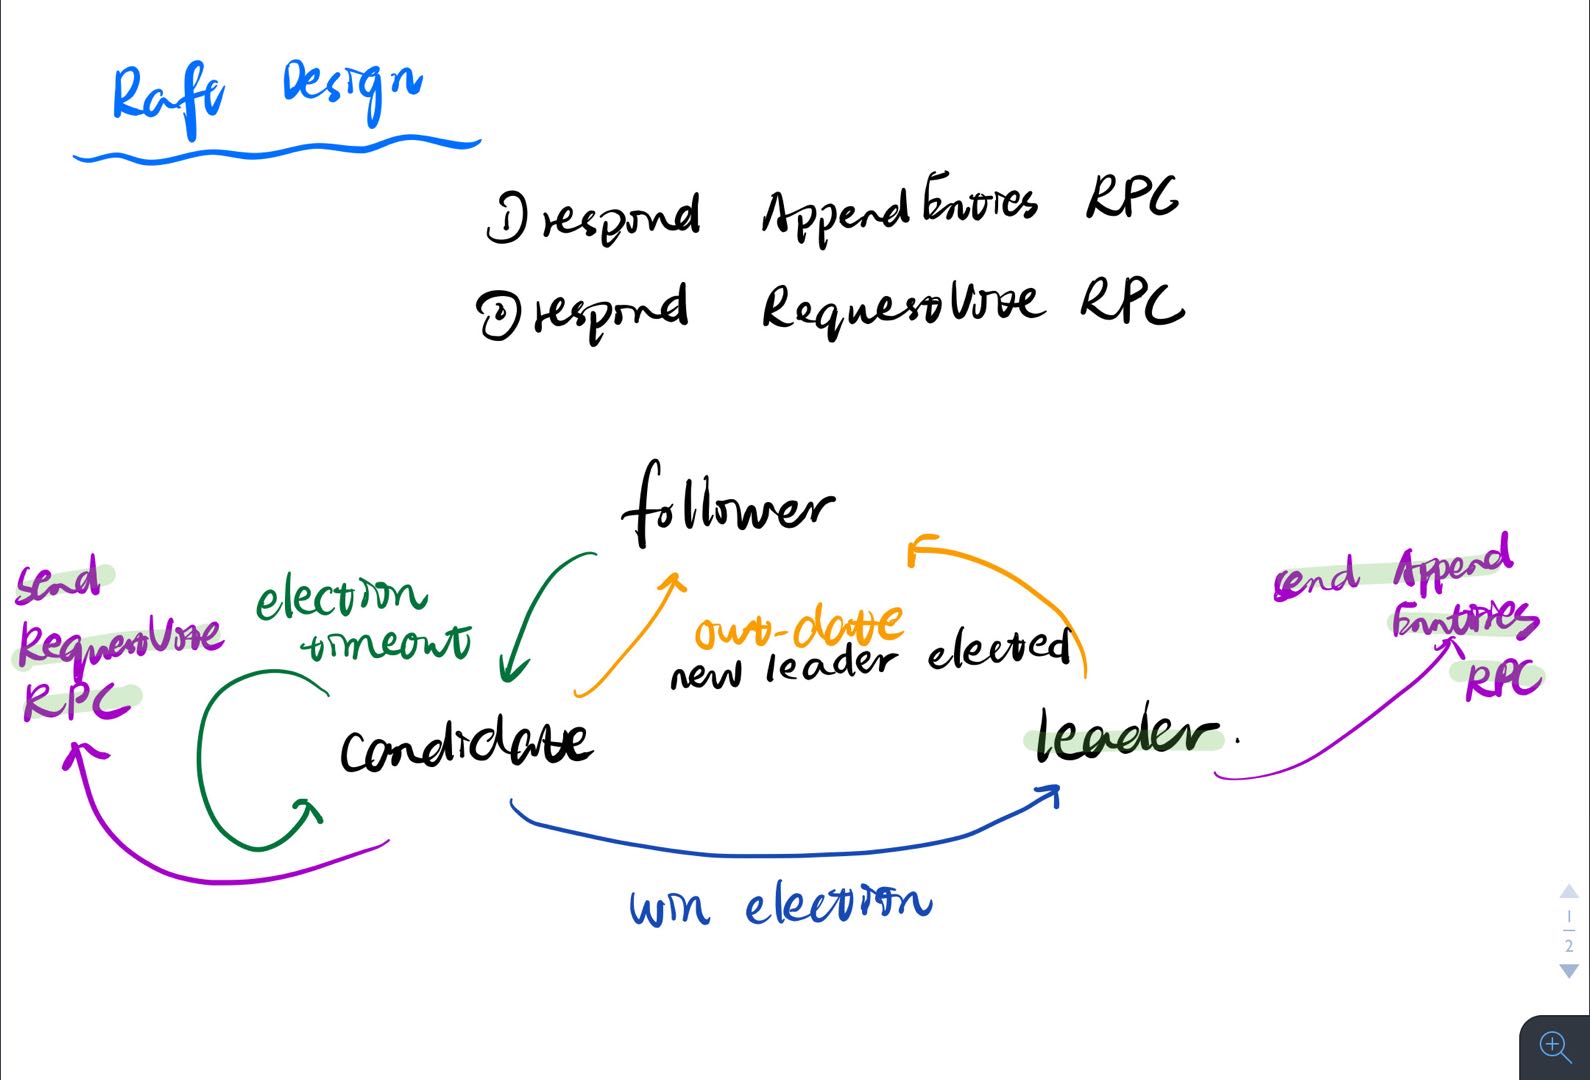 Raft Design
① respond AppendEntries RPC
② respond RequestVote RPC
follower
send
RequestVote
RPC
election
timeout
out-date
new leader elected
send Append
Entries
RPC
candidate
leader.
win election
1
2